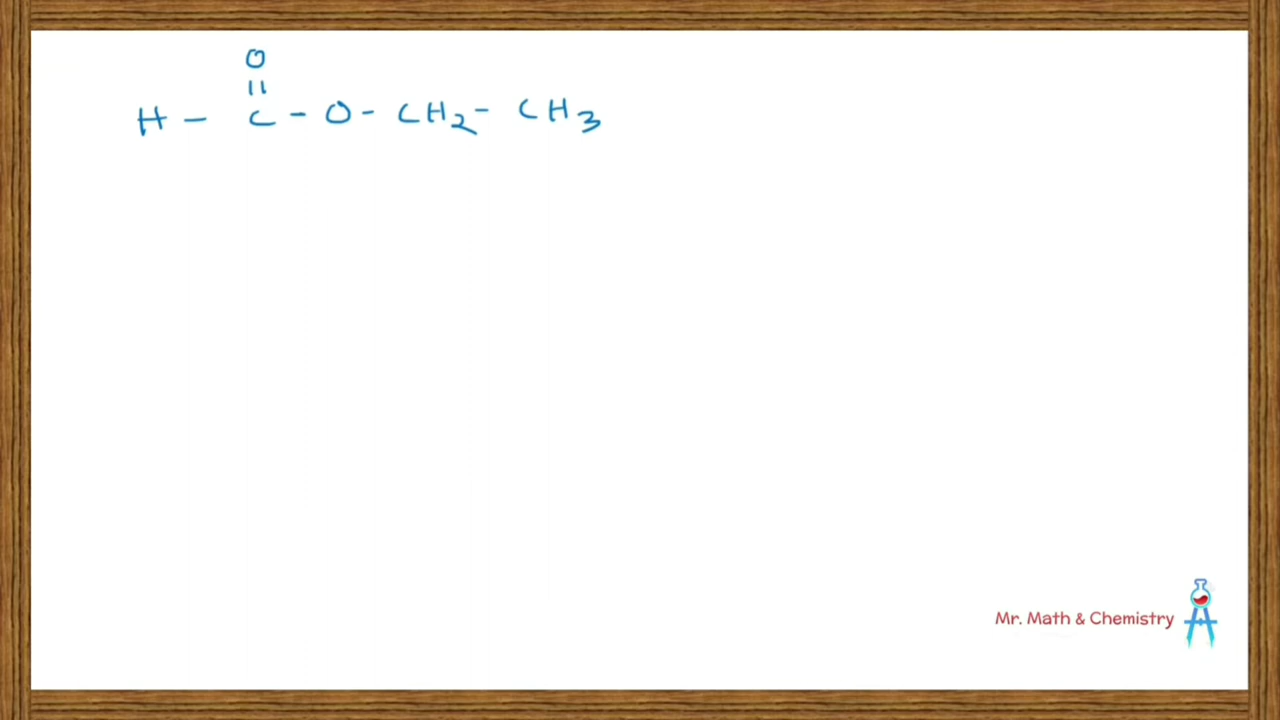 O
||
H - C - O - CH2 - CH3
Mr. Math & Chemistry